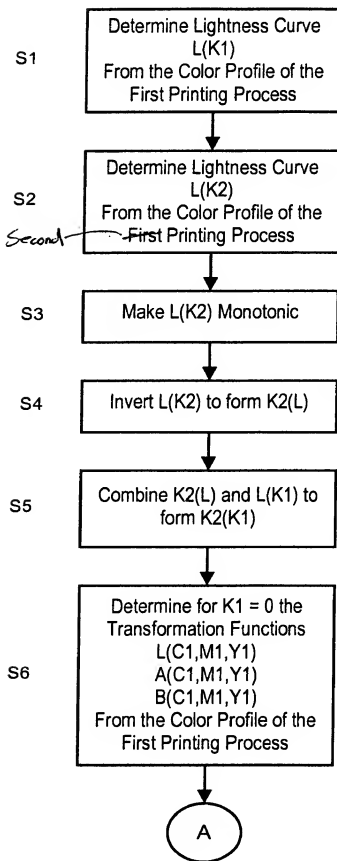 S1
Determine Lightness Curve
L(K1)
From the Color Profile of the
First Printing Process
S2
Determine Lightness Curve
L(K2)
From the Color Profile of the
Second First Printing Process
S3
Make L(K2) Monotonic
S4
Invert L(K2) to form K2(L)
S5
Combine K2(L) and L(K1) to
form K2(K1)
S6
Determine for K1 = 0 the
Transformation Functions
L(C1,M1,Y1)
A(C1,M1,Y1)
B(C1,M1,Y1)
From the Color Profile of the
First Printing Process
A